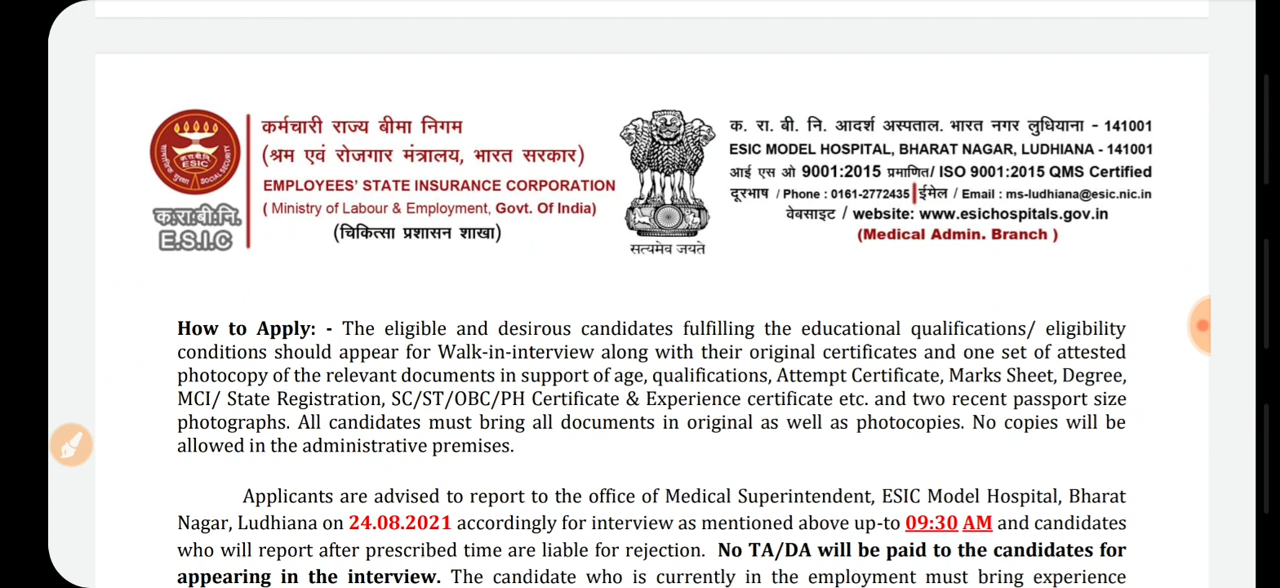 कर्मचारी राज्य बीमा निगम
(श्रम एवं रोजगार मंत्रालय, भारत सरकार)
EMPLOYEES' STATE INSURANCE CORPORATION
( Ministry of Labour & Employment, Govt. Of India)
(चिकित्सा प्रशासन शाखा)
क.रा.बी.नि.
ESIC
SOCIAL SECURITY
क.रा.बी.नि.
E.S.I.C
सत्यमेव जयते
क. रा. बी. नि. आदर्श अस्पताल. भारत नगर लुधियाना - 141001
ESIC MODEL HOSPITAL, BHARAT NAGAR, LUDHIANA - 141001
आई एस ओ 9001:2015 प्रमाणित/ ISO 9001:2015 QMS Certified
दूरभाष / Phone : 0161-2772435 ईमेल / Email : ms-ludhiana@esic.nic.in
वेबसाइट / website: www.esichospitals.gov.in
(Medical Admin. Branch )
How to Apply: - The eligible and desirous candidates fulfilling the educational qualifications/ eligibility
conditions should appear for Walk-in-interview along with their original certificates and one set of attested
photocopy of the relevant documents in support of age, qualifications, Attempt Certificate, Marks Sheet, Degree,
MCI/ State Registration, SC/ST/OBC/PH Certificate & Experience certificate etc. and two recent passport size
photographs. All candidates must bring all documents in original as well as photocopies. No copies will be
allowed in the administrative premises.
Applicants are advised to report to the office of Medical Superintendent, ESIC Model Hospital, Bharat
Nagar, Ludhiana on 24.08.2021 accordingly for interview as mentioned above up-to 09:30 AM and candidates
who will report after prescribed time are liable for rejection. No TA/DA will be paid to the candidates for
appearing in the interview. The candidate who is currently in the employment must bring experience